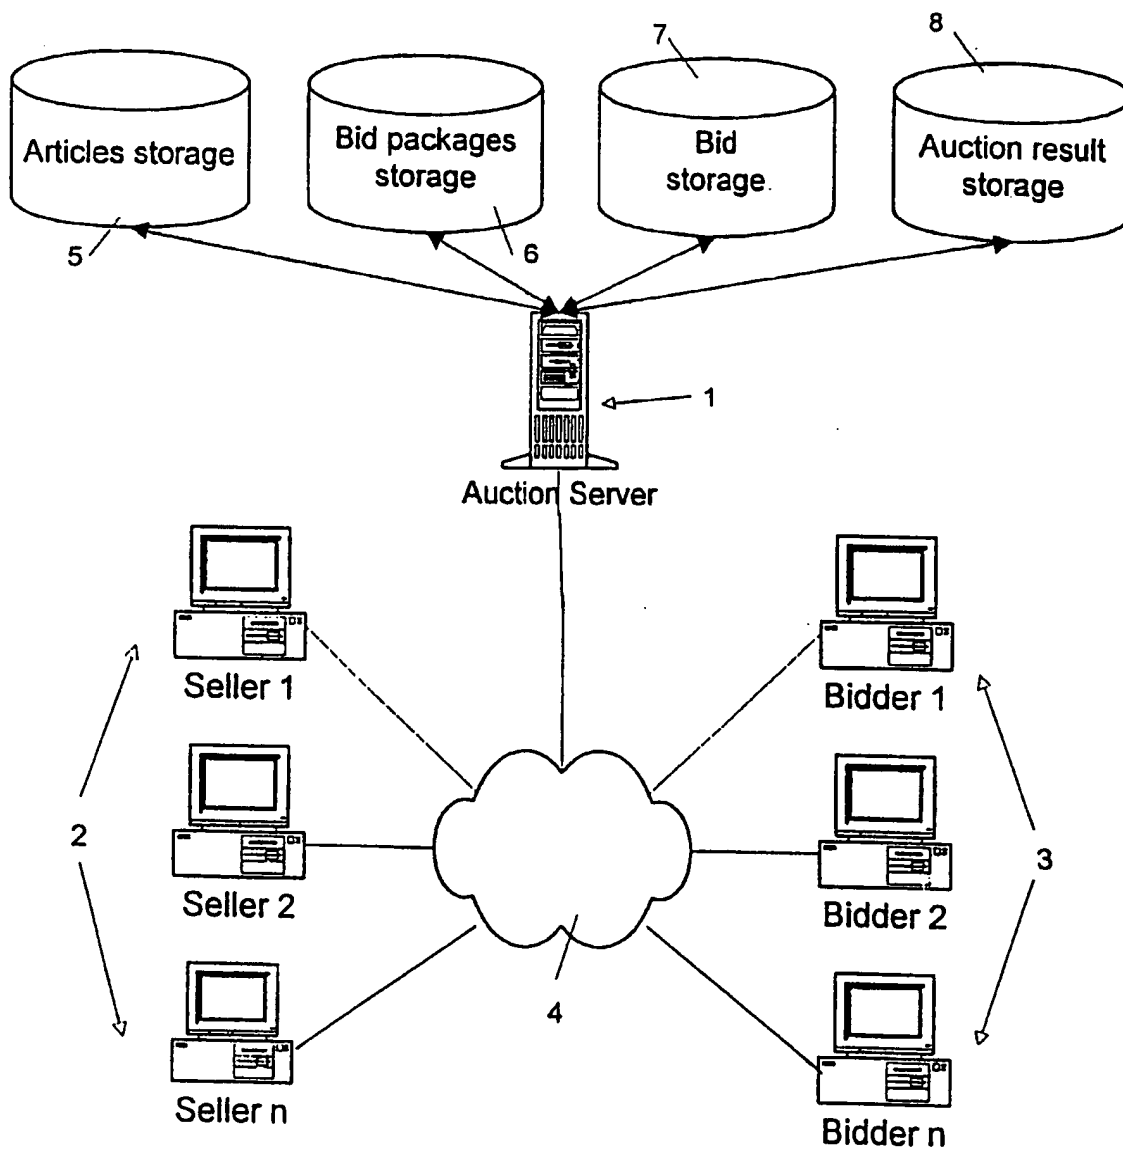 7
8
Articles storage
Bid packages
storage
Bid
storage
Auction result
storage
5
6
1
Auction Server
Seller 1
Bidder 1
2
3
Seller 2
Bidder 2
4
Seller n
Bidder n